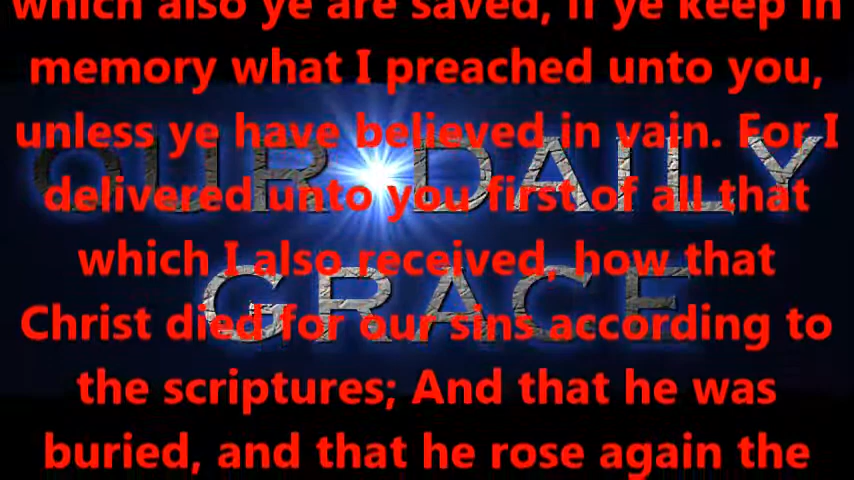 which also ye are saved, if ye keep in
memory what I preached unto you,
unless ye have believed in vain. For I
delivered unto you first of all that
which I also received, how that
Christ died for our sins according to
the scriptures; And that he was
buried, and that he rose again the
OUR DAILY
GRACE